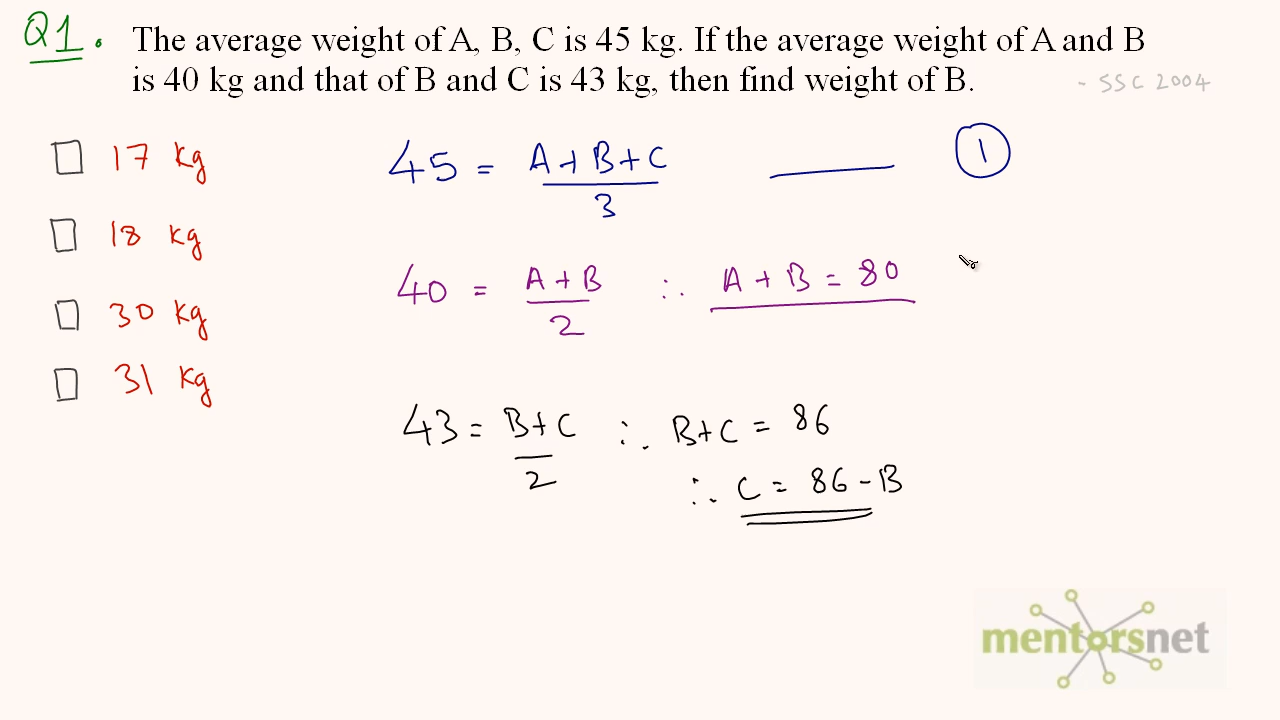 Q1.
The average weight of A, B, C is 45 kg. If the average weight of A and B
is 40 kg and that of B and C is 43 kg, then find weight of B.
- SSC 2004
17 kg
18 kg
30 kg
31 kg
45 = A+B+C / 3 ——— 1
40 = A+B / 2 ∴ A+B = 80
43 = B+C / 2 ∴ B+C = 86
∴ C = 86-B
mentorsnet